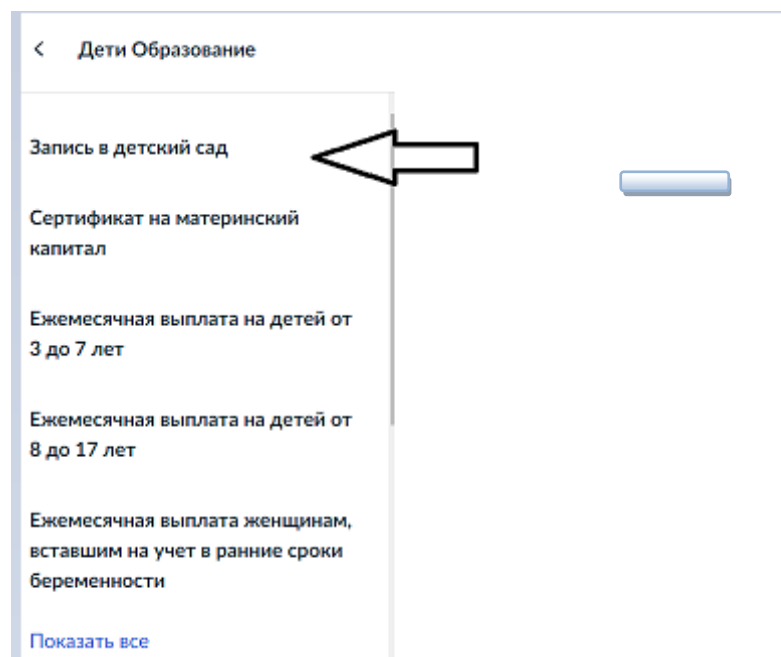 Дети Образование
Запись в детский сад
Сертификат на материнский
капитал
Ежемесячная выплата на детей от
3 до 7 лет
Ежемесячная выплата на детей от
8 до 17 лет
Ежемесячная выплата женщинам,
вставшим на учет в ранние сроки
беременности
Показать все